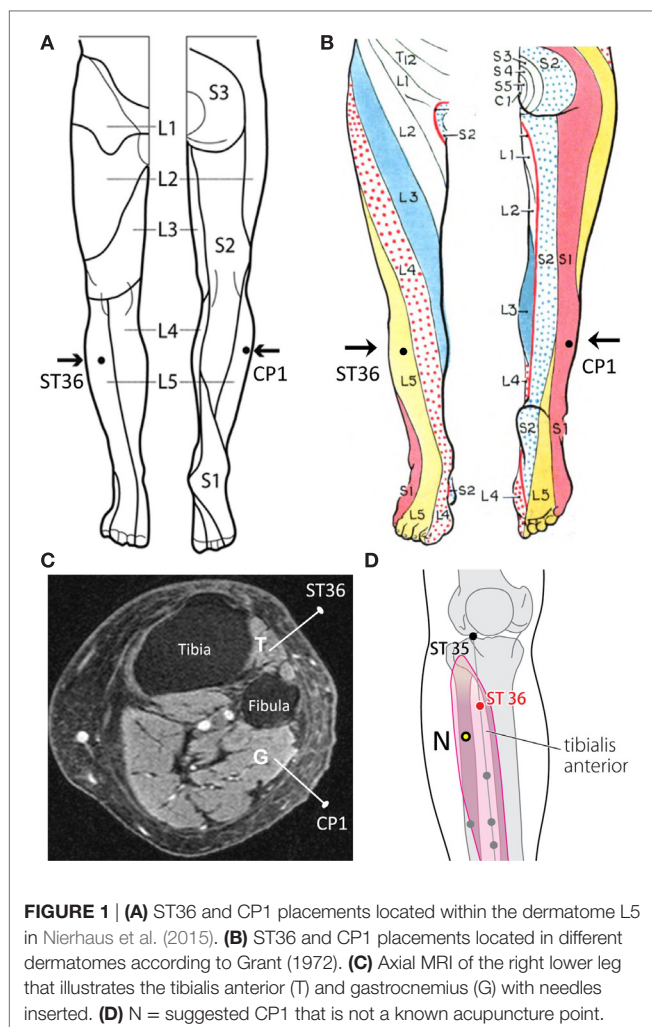 A
S3
L1
L2
L3
S2
L4
ST36
CP1
L5
S1
B
T12
L1
L2
S2
L3
L4
ST36
L5
S1
S2
L5
L4
S3
S4
S5
C1
S2
L1
L2
S2
S1
L3
CP1
L4
S2
S1
L4
L5
C
ST36
Tibia
T
Fibula
G
CP1
D
ST 35
ST 36
N
tibialis
anterior
FIGURE 1 | (A) ST36 and CP1 placements located within the dermatome L5
in Nierhaus et al. (2015). (B) ST36 and CP1 placements located in different
dermatomes according to Grant (1972). (C) Axial MRI of the right lower leg
that illustrates the tibialis anterior (T) and gastrocnemius (G) with needles
inserted. (D) N = suggested CP1 that is not a known acupuncture point.